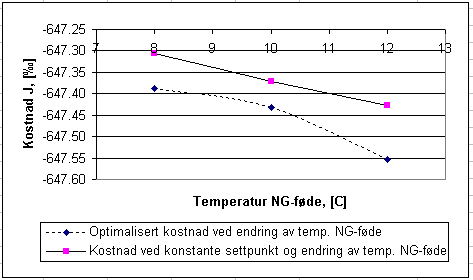 -647.25
7 8 9 10 11 12 13
-647.30
-647.35
-647.40
-647.45
-647.50
-647.55
-647.60
Kostnad J, [‰]
Temperatur NG-føde, [C]
Optimalisert kostnad ved endring av temp. NG-føde
Kostnad ved konstante settpunkt og endring av temp. NG-føde